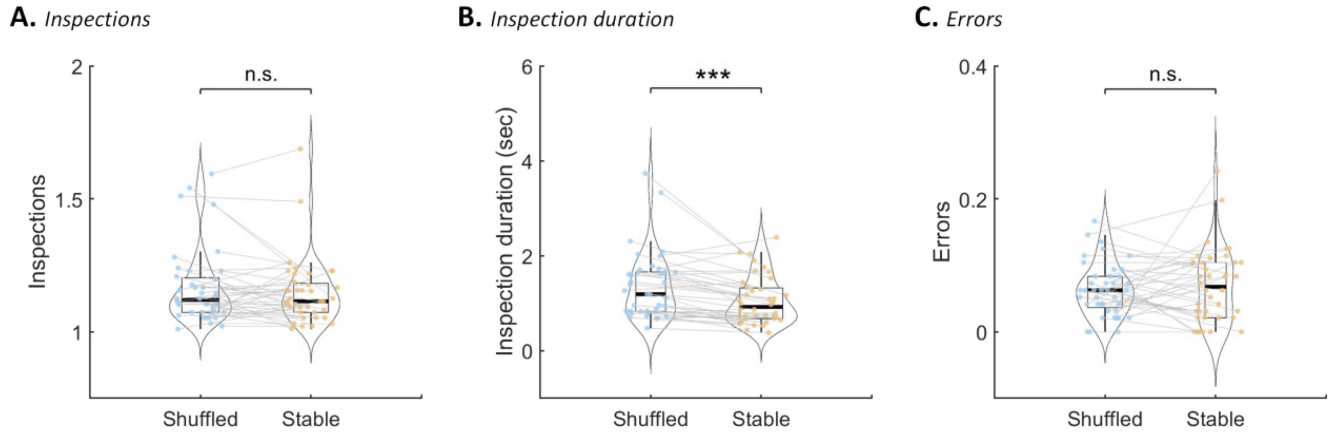 A. Inspections
2
1.5
1
Inspections
n.s.
Shuffled
Stable
B. Inspection duration
6
4
2
0
Inspection duration (sec)
***
Shuffled
Stable
C. Errors
0.4
0.2
0
Errors
n.s.
Shuffled
Stable